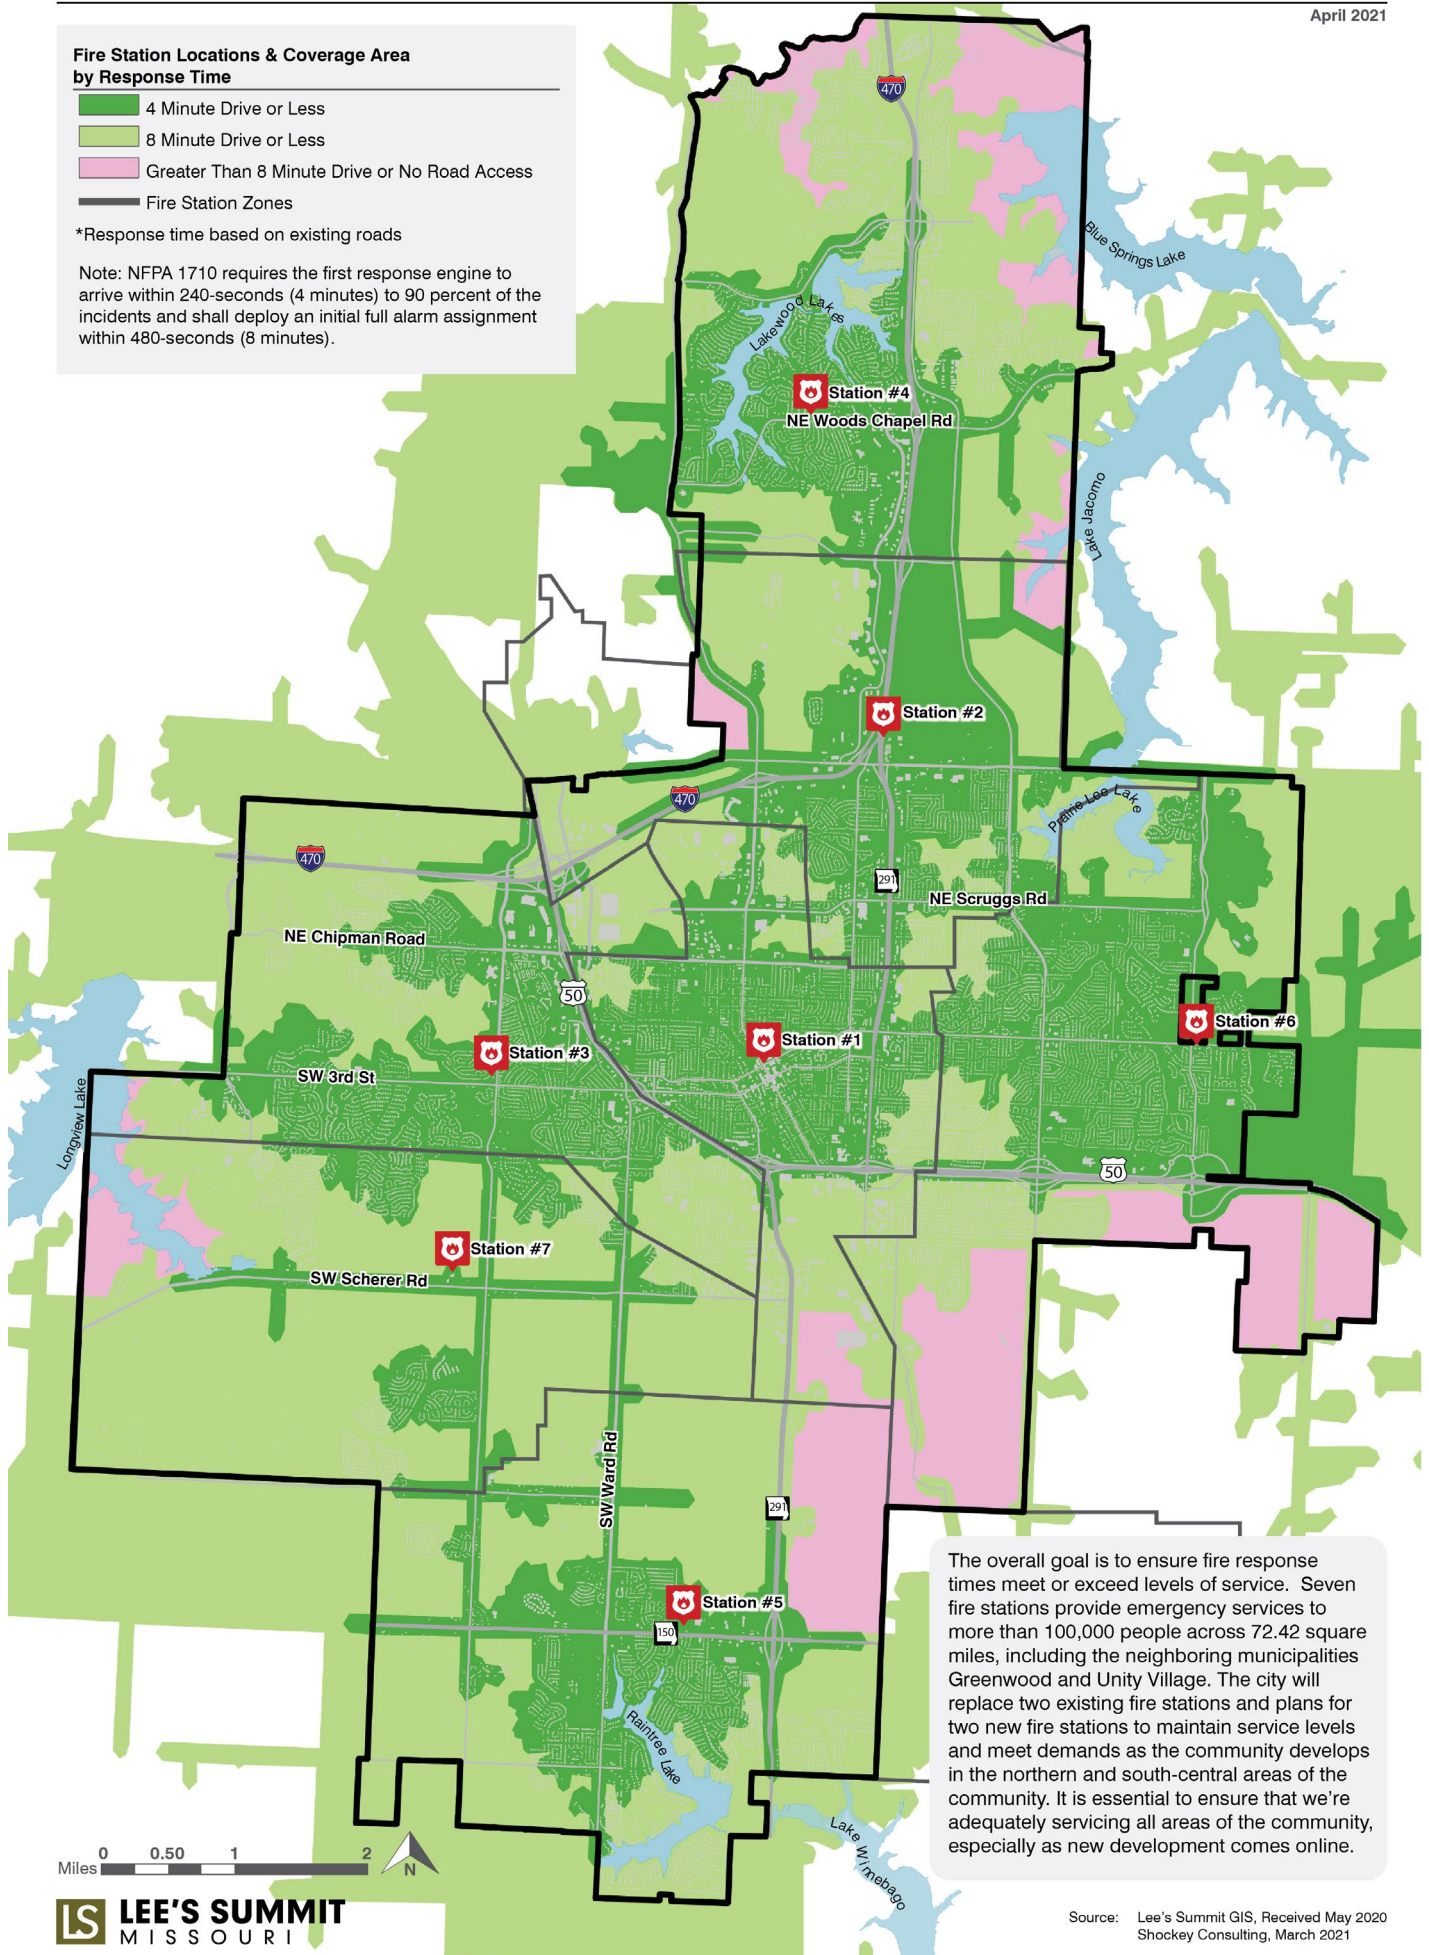 April 2021
Fire Station Locations & Coverage Area
by Response Time
4 Minute Drive or Less
8 Minute Drive or Less
Greater Than 8 Minute Drive or No Road Access
Fire Station Zones
*Response time based on existing roads
Note: NFPA 1710 requires the first response engine to
arrive within 240-seconds (4 minutes) to 90 percent of the
incidents and shall deploy an initial full alarm assignment
within 480-seconds (8 minutes).
470
Blue Springs Lake
Lakewood Lakes
Station #4
NE Woods Chapel Rd
Lake Jacomo
Station #2
470
Prairie Lee Lake
470
291
NE Scruggs Rd
NE Chipman Road
50
Station #6
Station #1
Station #3
SW 3rd St
Longview Lake
50
Station #7
SW Scherer Rd
SW Ward Rd
291
Station #5
150
Raintree Lake
Lake Winnebago
The overall goal is to ensure fire response
times meet or exceed levels of service.  Seven
fire stations provide emergency services to
more than 100,000 people across 72.42 square
miles, including the neighboring municipalities
Greenwood and Unity Village. The city will
replace two existing fire stations and plans for
two new fire stations to maintain service levels
and meet demands as the community develops
in the northern and south-central areas of the
community. It is essential to ensure that we're
adequately servicing all areas of the community,
especially as new development comes online.
0 0.50 1 2
Miles
N
LS LEE'S SUMMIT
MISSOURI
Source: Lee's Summit GIS, Received May 2020
Shockey Consulting, March 2021